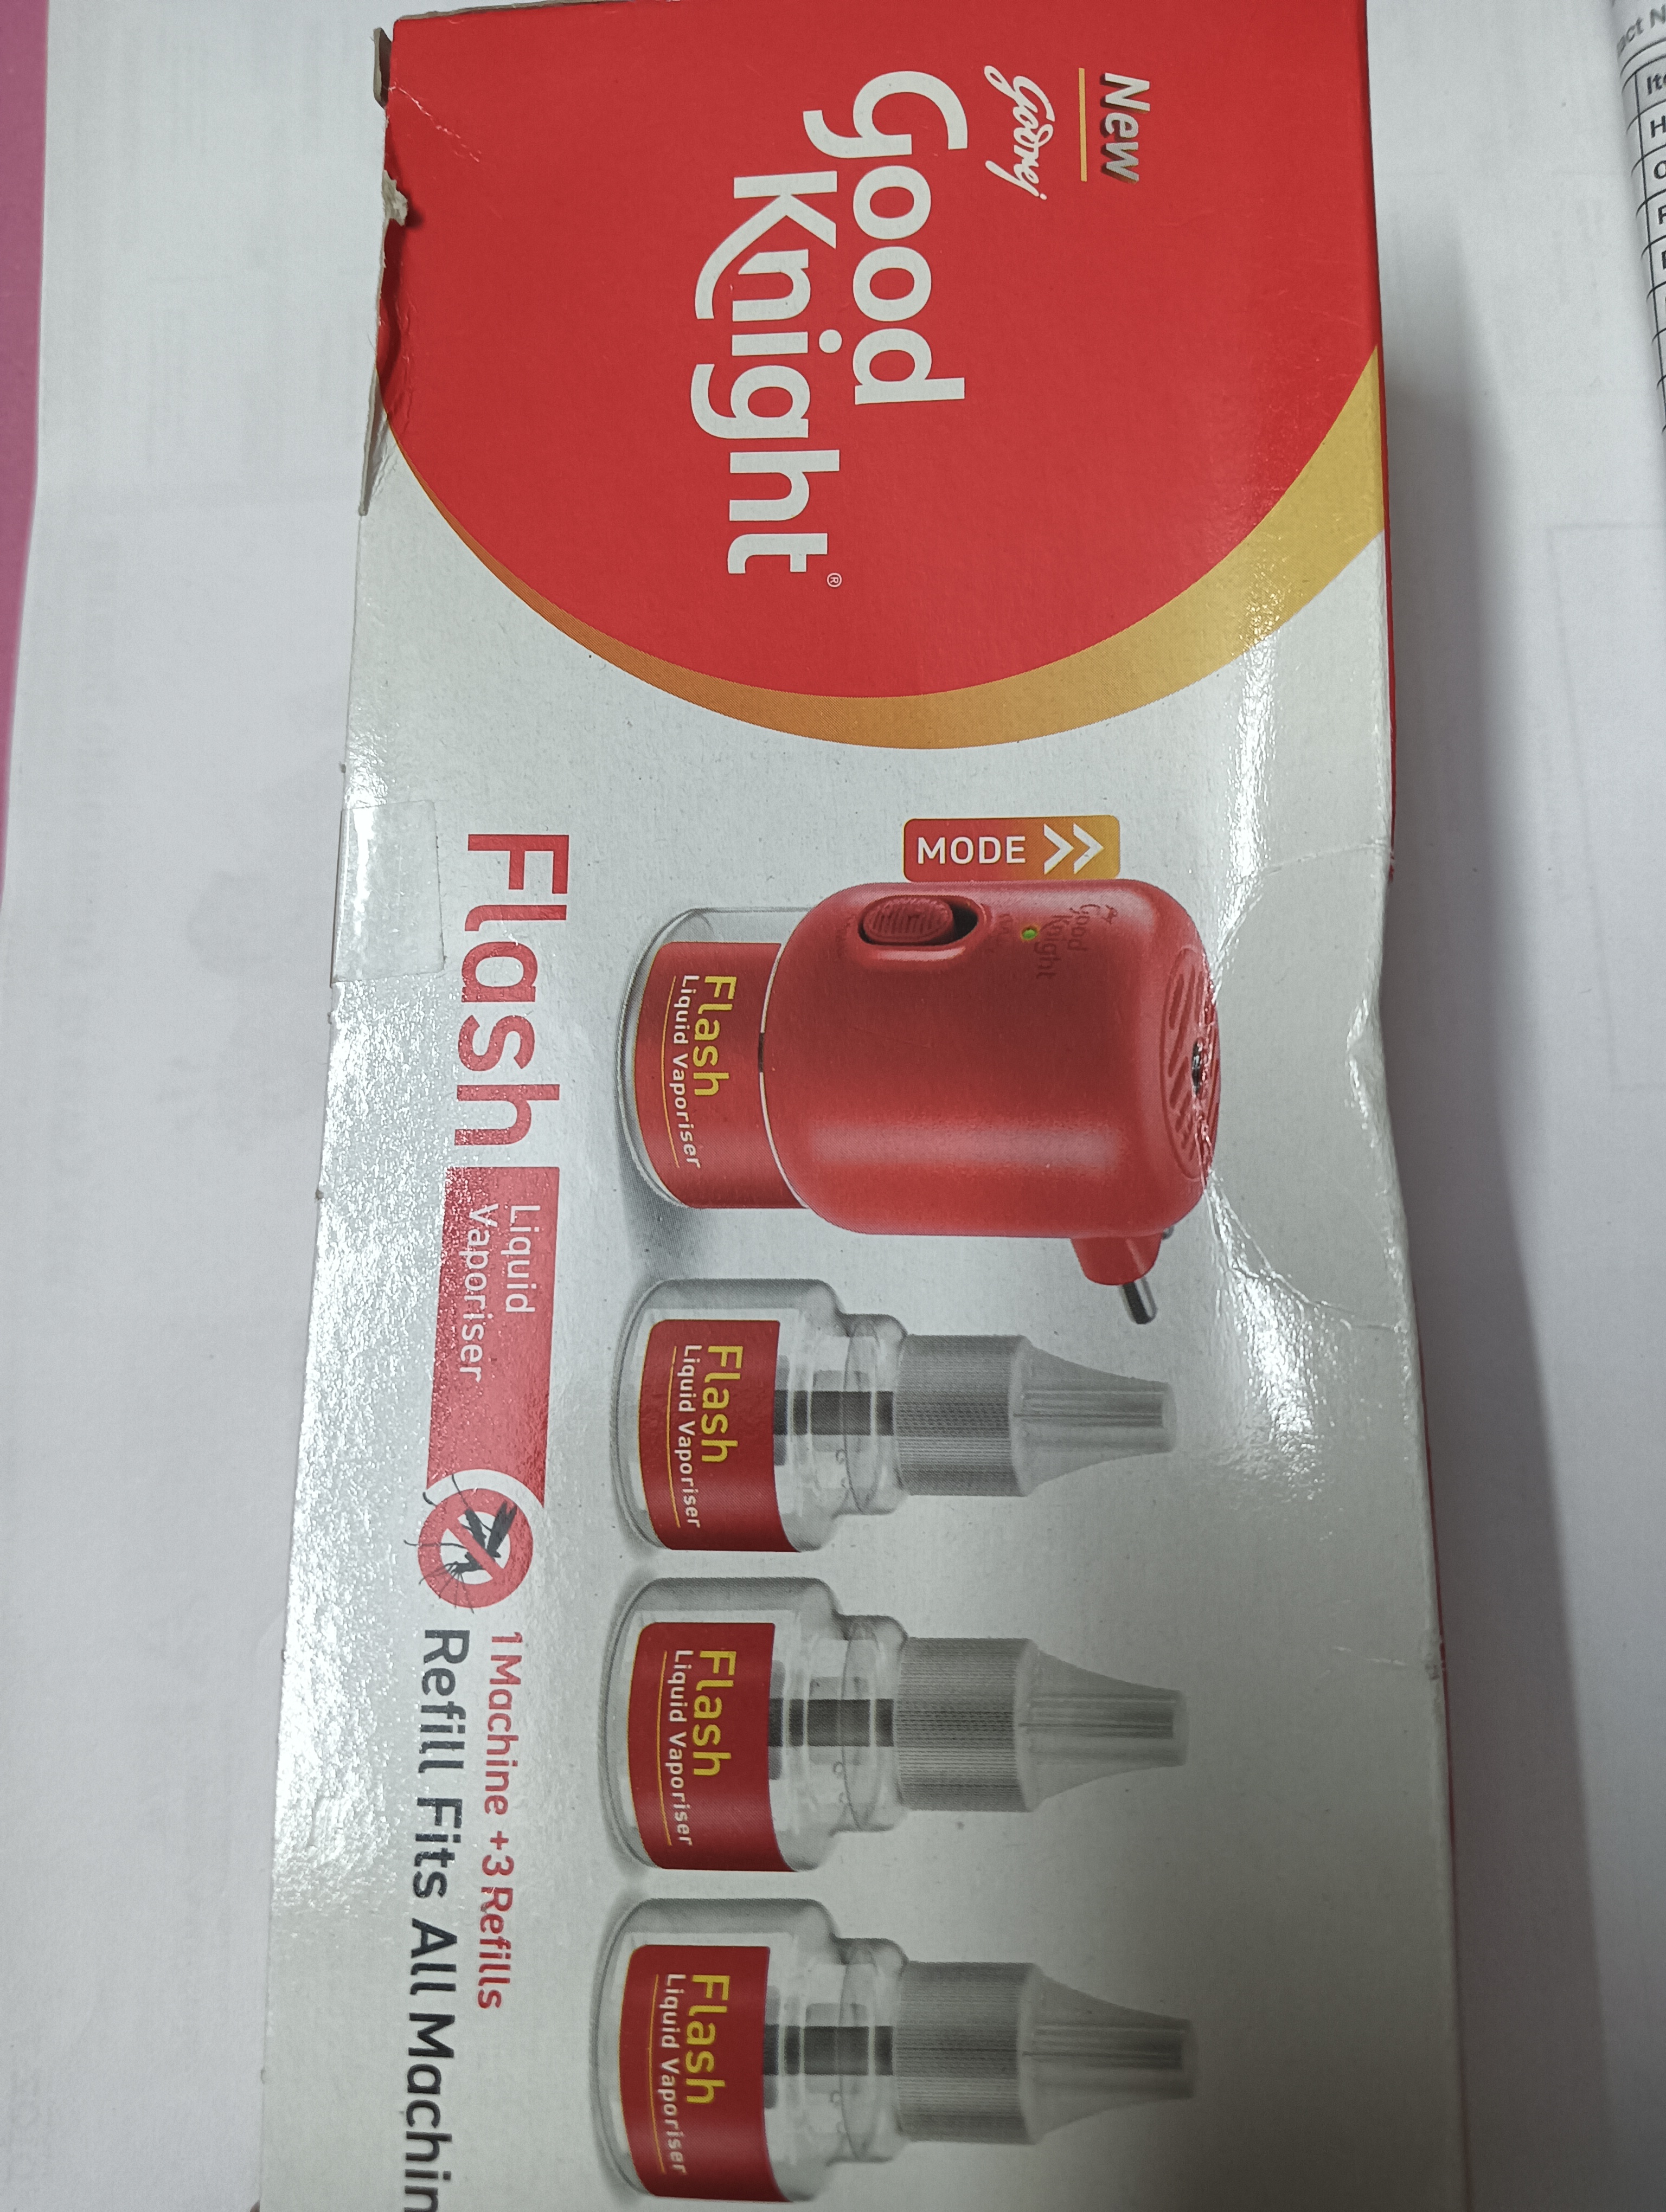 New
Godrej
Good
Knight®
MODE
Good
Knight
Flash
Liquid Vaporiser
Flash
Liquid Vaporiser
Flash
Liquid Vaporiser
Flash
Liquid Vaporiser
Flash
Liquid
Vaporiser
1 Machine +3 Refills
Refill Fits All Machin